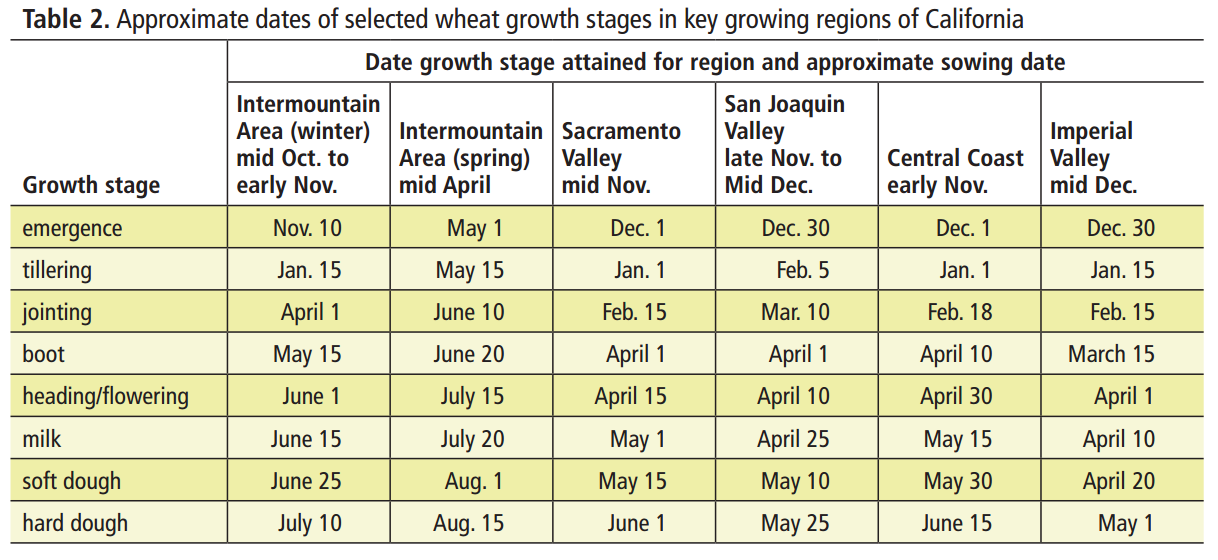 Table 2. Approximate dates of selected wheat growth stages in key growing regions of California
Date growth stage attained for region and approximate sowing date
Growth stage
Intermountain
Area (winter)
mid Oct. to
early Nov.
Intermountain
Area (spring)
mid April
Sacramento
Valley
mid Nov.
San Joaquin
Valley
late Nov. to
Mid Dec.
Central Coast
early Nov.
Imperial
Valley
mid Dec.
emergence Nov. 10 May 1 Dec. 1 Dec. 30 Dec. 1 Dec. 30
tillering Jan. 15 May 15 Jan. 1 Feb. 5 Jan. 1 Jan. 15
jointing April 1 June 10 Feb. 15 Mar. 10 Feb. 18 Feb. 15
boot May 15 June 20 April 1 April 1 April 10 March 15
heading/flowering June 1 July 15 April 15 April 10 April 30 April 1
milk June 15 July 20 May 1 April 25 May 15 April 10
soft dough June 25 Aug. 1 May 15 May 10 May 30 April 20
hard dough July 10 Aug. 15 June 1 May 25 June 15 May 1